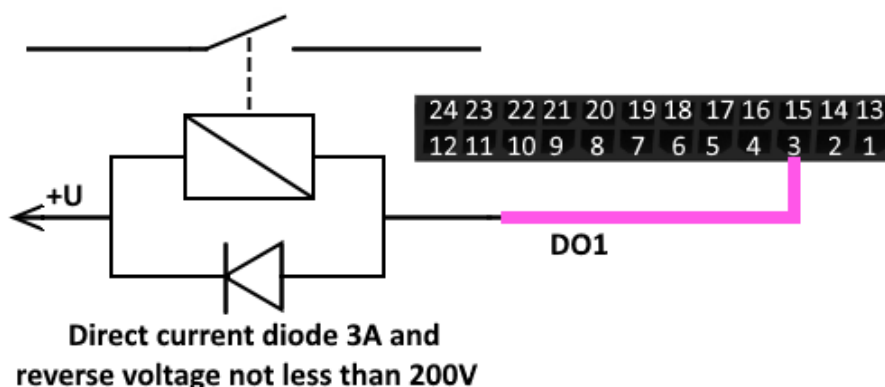 24 23 22 21 20 19 18 17 16 15 14 13
12 11 10 9 8 7 6 5 4 3 2 1
+U
DO1
Direct current diode 3A and
reverse voltage not less than 200V